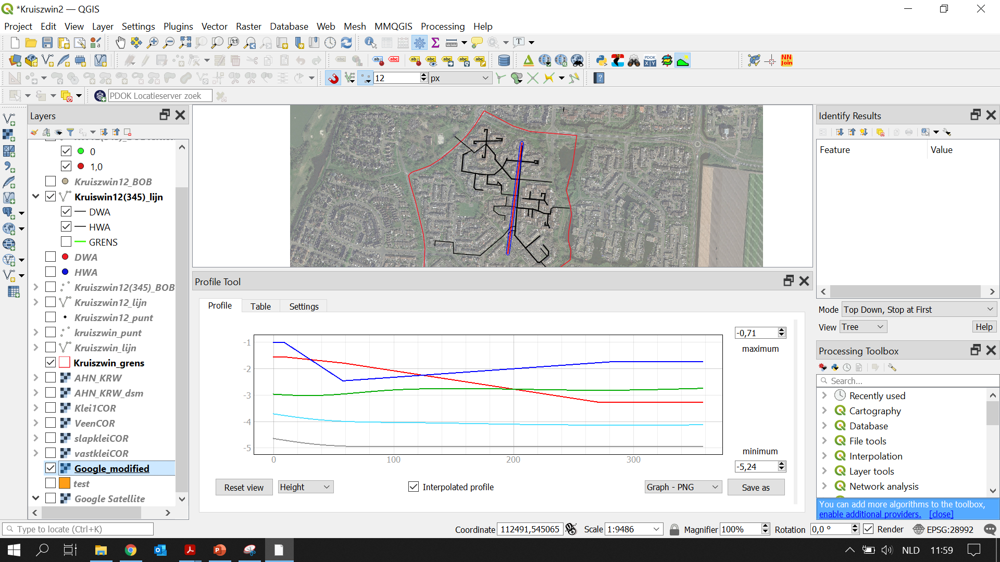 *Kruiszwin2 — QGIS
Project Edit View Layer Settings Plugins Vector Raster Database Web Mesh MMQGIS Processing Help
12 px
PDOK Locatieserver zoek
Layers
0
1,0
Kruiszwin12_BOB
Kruiswin12(345)_lijn
DWA
HWA
GRENS
DWA
HWA
Kruiszwin12(345)_BOB
Kruiszwin12_lijn
Kruiszwin12_punt
kruiszwin_punt
Kruiszwin_lijn
Kruiszwin_grens
AHN_KRW
AHN_KRW_dsm
Klei1COR
VeenCOR
slapkleiCOR
vastkleiCOR
Google_modified
test
Google Satellite
Profile Tool
Profile Table Settings
-1
-2
-3
-4
-5
0 100 200 300
-0,71
maximum
minimum
-5,24
Reset view Height Interpolated profile Graph - PNG Save as
Identify Results
Feature Value
Mode Top Down, Stop at First
View Tree Help
Processing Toolbox
Search...
Recently used
Cartography
Database
File tools
Interpolation
Layer tools
Network analysis
You can add more algorithms to the toolbox,
enable additional providers. [close]
Type to locate (Ctrl+K) Coordinate 112491,545065 Scale 1:9486 Magnifier 100% Rotation 0,0 ° Render EPSG:28992
NLD 11:59